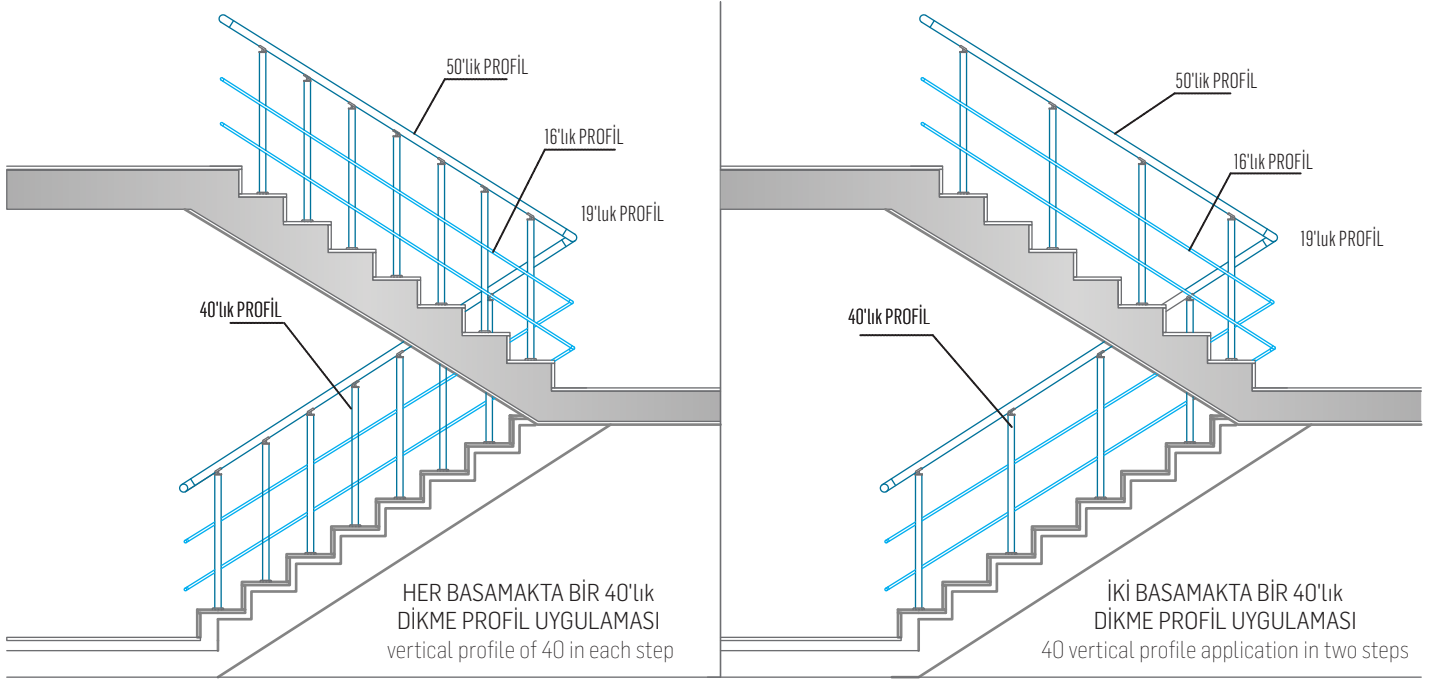 50'lik PROFİL
16'lık PROFİL
19'luk PROFİL
40'lık PROFİL
HER BASAMAKTA BİR 40'lık
DİKME PROFİL UYGULAMASI
vertical profile of 40 in each step
50'lik PROFİL
16'lık PROFİL
19'luk PROFİL
40'lık PROFİL
İKİ BASAMAKTA BİR 40'lık
DİKME PROFİL UYGULAMASI
40 vertical profile application in two steps